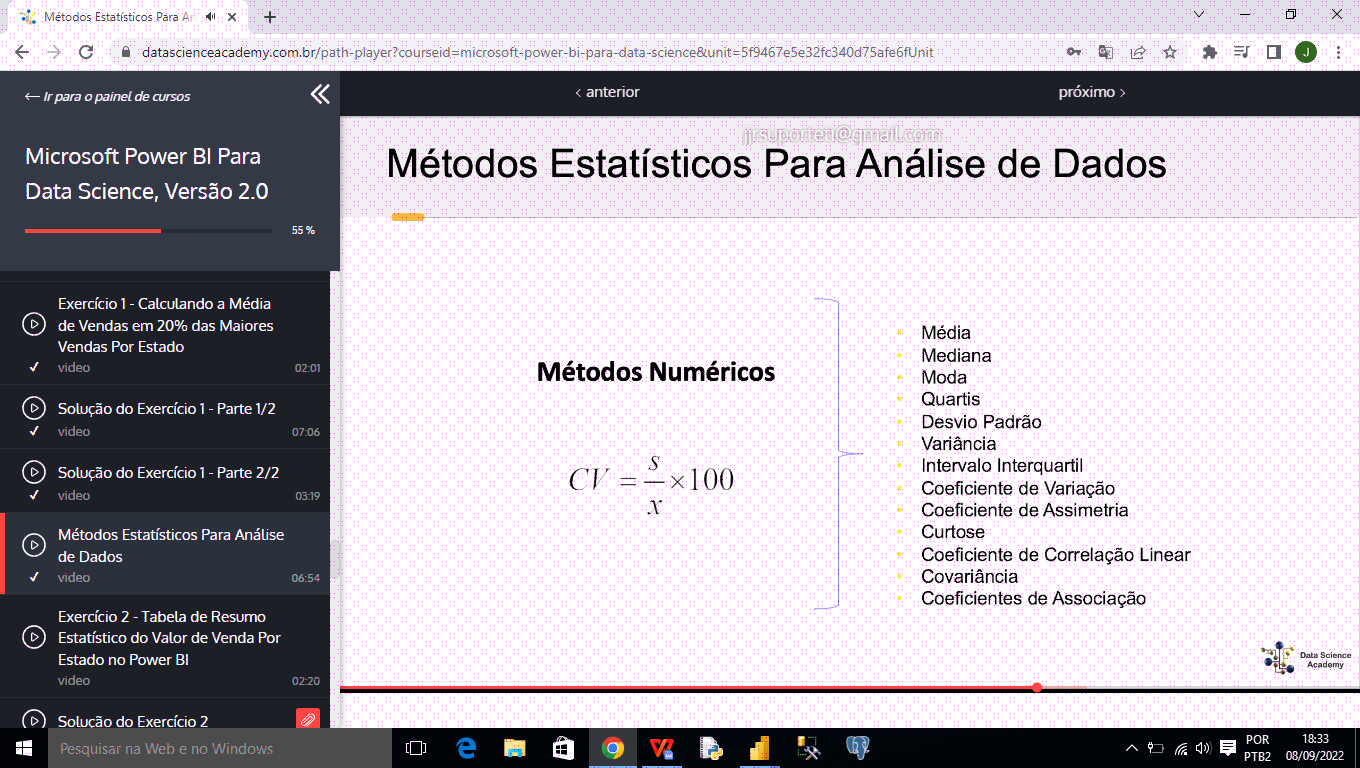 Métodos Estatísticos Para An
datascienceacademy.com.br/path-player?courseid=microsoft-power-bi-para-data-science&unit=5f9467e5e32fc340d75afe6fUnit
J
← Ir para o painel de cursos
‹ anterior
próximo ›
Microsoft Power BI Para
Data Science, Versão 2.0
55 %
Exercício 1 - Calculando a Média
de Vendas em 20% das Maiores
Vendas Por Estado
video 02:01
Solução do Exercício 1 - Parte 1/2
video 07:06
Solução do Exercício 1 - Parte 2/2
video 03:19
Métodos Estatísticos Para Análise
de Dados
video 06:54
Exercício 2 - Tabela de Resumo
Estatístico do Valor de Venda Por
Estado no Power BI
video 02:20
Solução do Exercício 2
jjrsuporteti@gmail.com
Métodos Estatísticos Para Análise de Dados
Métodos Numéricos
CV = s/x × 100
Média
Mediana
Moda
Quartis
Desvio Padrão
Variância
Intervalo Interquartil
Coeficiente de Variação
Coeficiente de Assimetria
Curtose
Coeficiente de Correlação Linear
Covariância
Coeficientes de Associação
Data Science
Academy
Pesquisar na Web e no Windows
POR
PTB2
18:33
08/09/2022